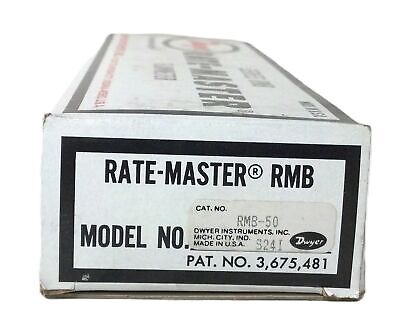 RATE-MASTER® RMB
CAT. NO.
RMB-50
MODEL NO.
DWYER INSTRUMENTS, INC.
MICH. CITY, IND.
MADE IN U.S.A. S241
Dwyer
PAT. NO. 3,675,481